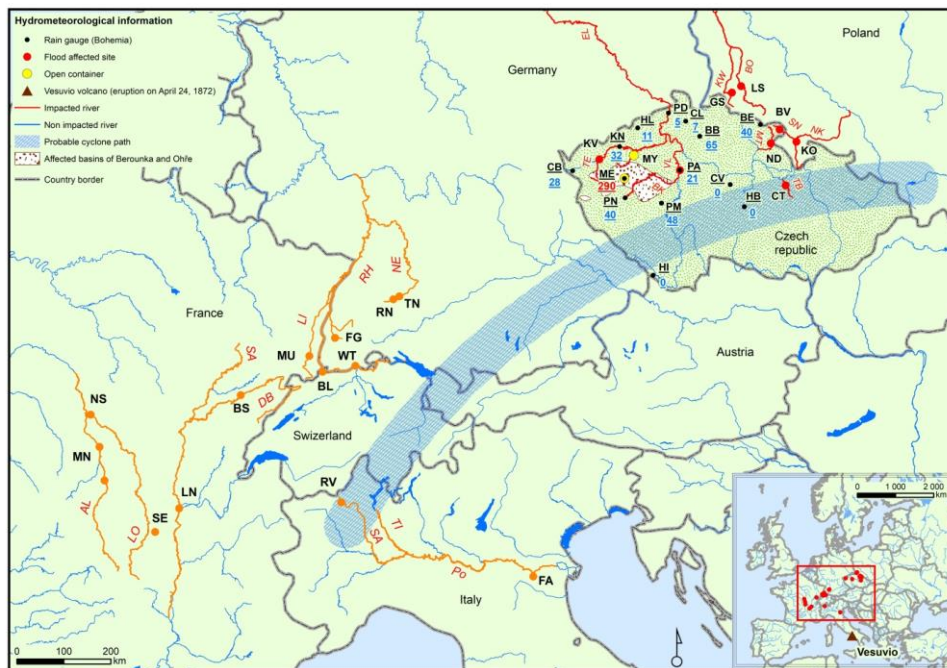 Hydrometeorological information
Rain gauge (Bohemia)
Flood affected site
Open container
Vesuvio volcano (eruption on April 24, 1872)
Impacted river
Non impacted river
Probable cyclone path
Affected basins of Berounka and Ohře
Country border
EL
Germany
Poland
KW
BO
LS
GS
PD
CL
5
7
HL
11
BB
65
BE
40
BV
SN
NK
MT
ND
KO
KV
KN
32
MY
TE
VL
CB
28
ME
290
BK
PA
21
CV
0
HB
0
CT
TB
PN
40
PM
48
Czech
republic
HI
0
RH
NE
TN
RN
France
LI
FG
MU
WT
BL
SA
BS
DB
Austria
NS
MN
AL
LO
SE
LN
Swizerland
RV
SA
TI
Po
FA
Italy
0 1 000 2 000
km
Vesuvio
0 100 200
km